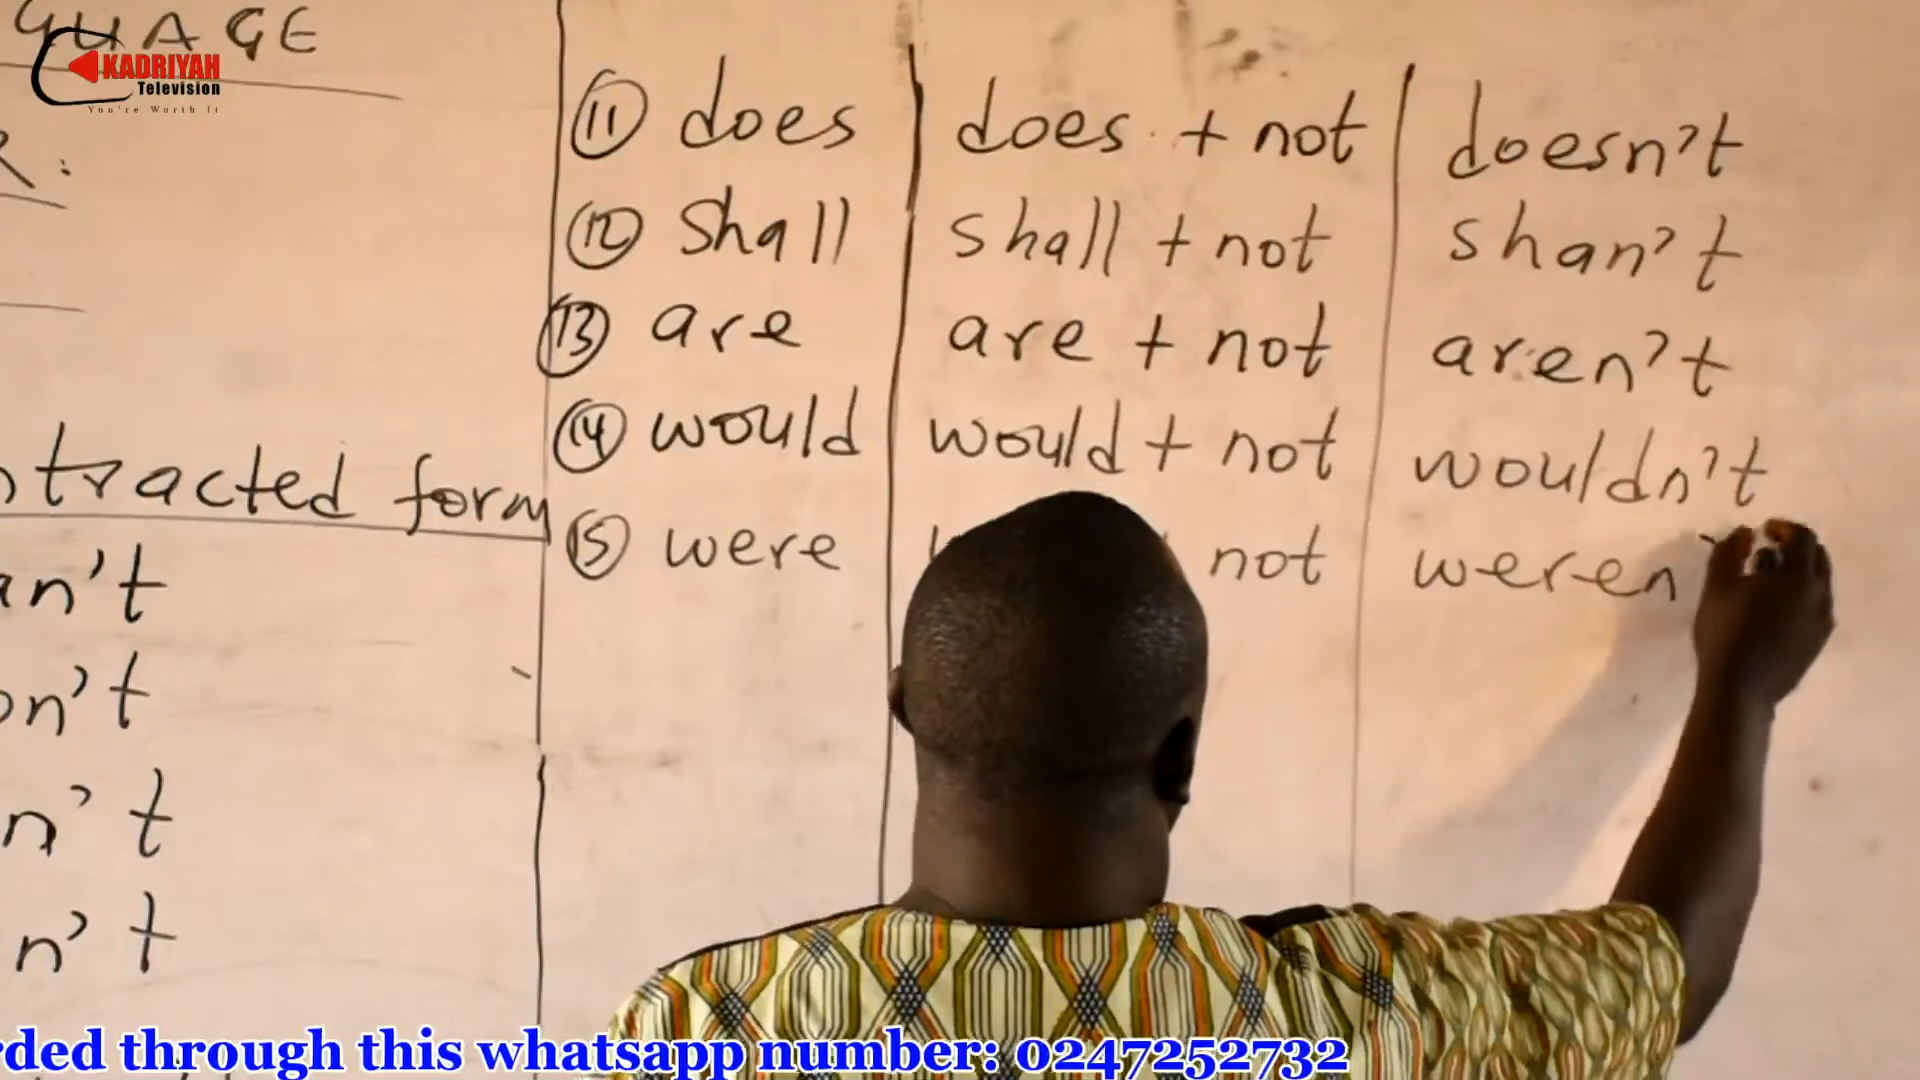 GUAGE
KADRIYAH
Television
You're Worth It
R:
ntracted form
an't
on't
n't
n't
11 does does + not doesn't
12 Shall shall + not shan't
13 are are + not aren't
14 would would + not wouldn't
15 were not weren
rded through this whatsapp number: 0247252732